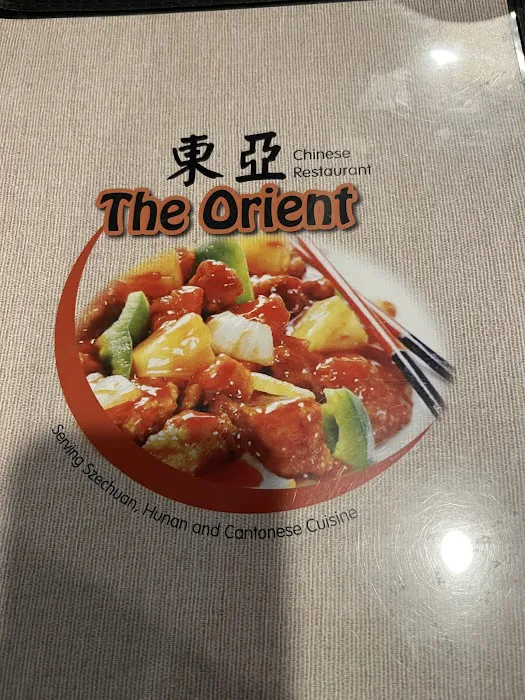 東亞
Chinese
Restaurant
The Orient
Serving Szechuan, Hunan and Cantonese Cuisine